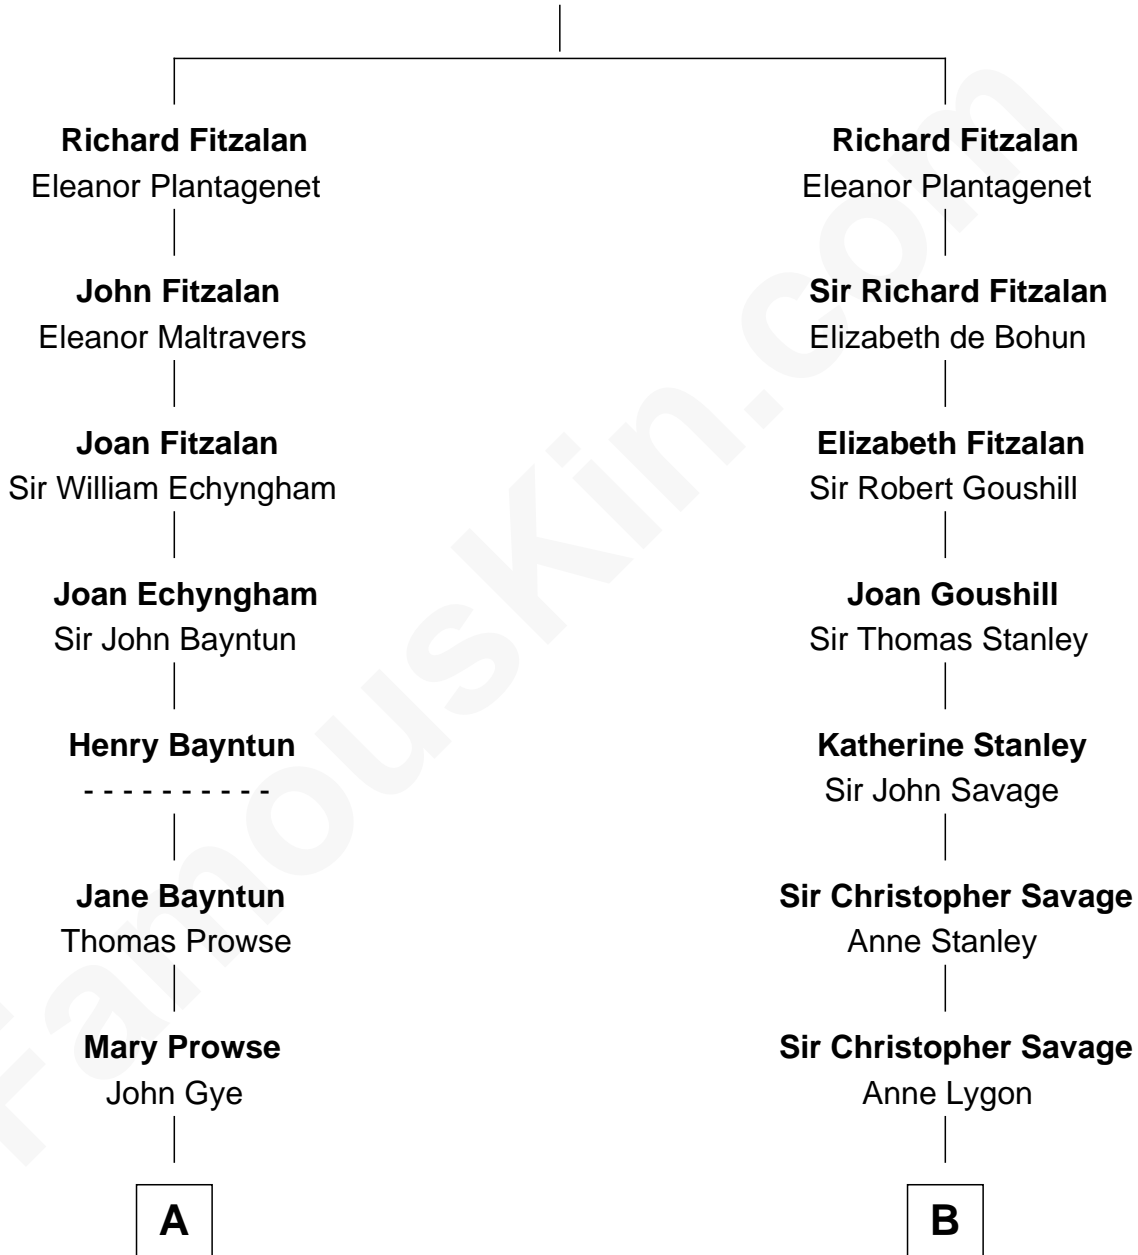 Richard Fitzalan
Eleanor Plantagenet
John Fitzalan
Eleanor Maltravers
Joan Fitzalan
Sir William Echyngham
Joan Echyngham
Sir John Bayntun
Henry Bayntun
- - - - - - - - - -
Jane Bayntun
Thomas Prowse
Mary Prowse
John Gye
A
Richard Fitzalan
Eleanor Plantagenet
Sir Richard Fitzalan
Elizabeth de Bohun
Elizabeth Fitzalan
Sir Robert Goushill
Joan Goushill
Sir Thomas Stanley
Katherine Stanley
Sir John Savage
Sir Christopher Savage
Anne Stanley
Sir Christopher Savage
Anne Lygon
B
FamousKin.com